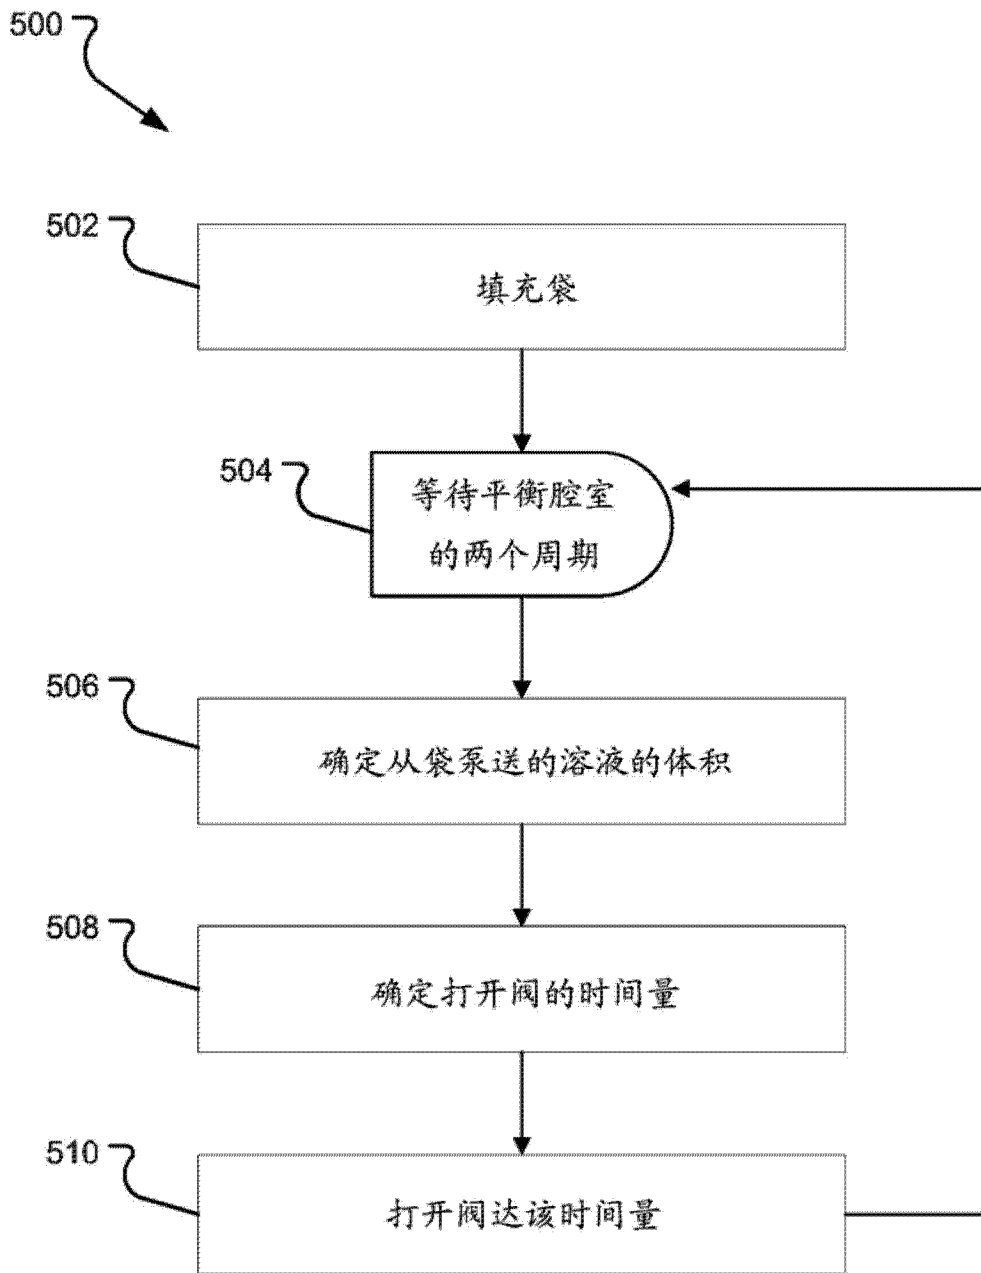 500
502
填充袋
504
等待平衡腔室
的两个周期
506
确定从袋泵送的溶液的体积
508
确定打开阀的时间量
510
打开阀达该时间量